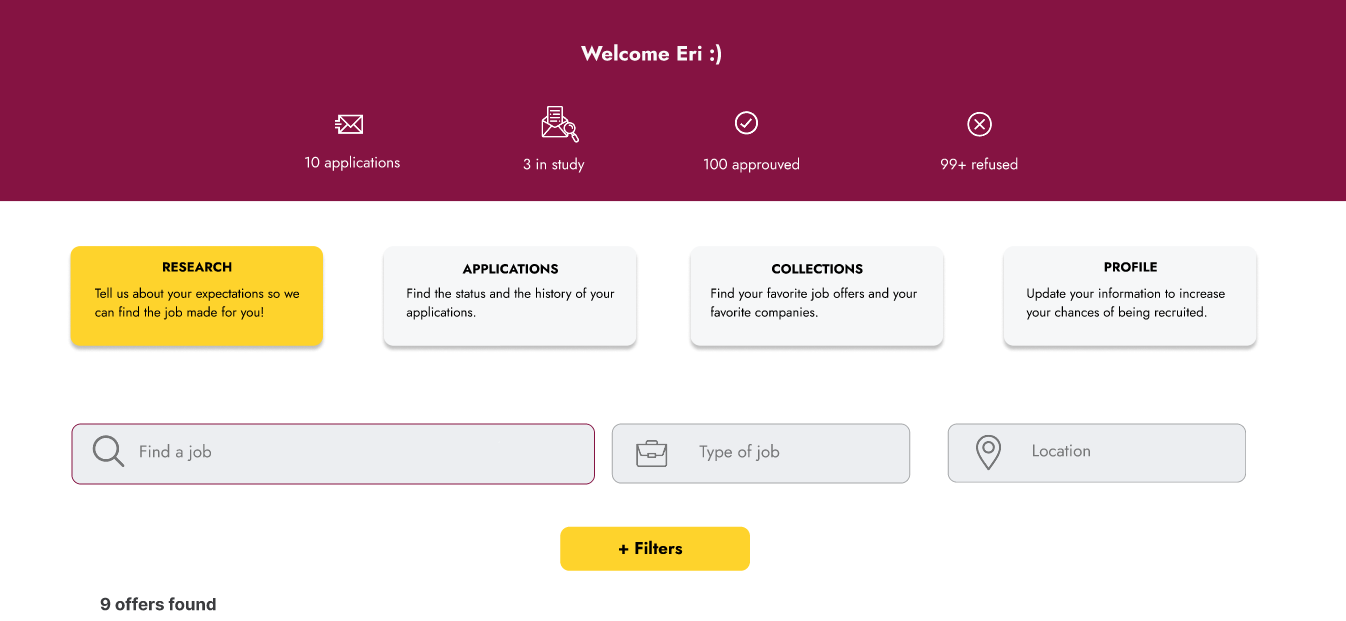 Welcome Eri :)
10 applications
3 in study
100 approuved
99+ refused
RESEARCH
Tell us about your expectations so we
can find the job made for you!
APPLICATIONS
Find the status and the history of your
applications.
COLLECTIONS
Find your favorite job offers and your
favorite companies.
PROFILE
Update your information to increase
your chances of being recruited.
Find a job
Type of job
Location
+ Filters
9 offers found